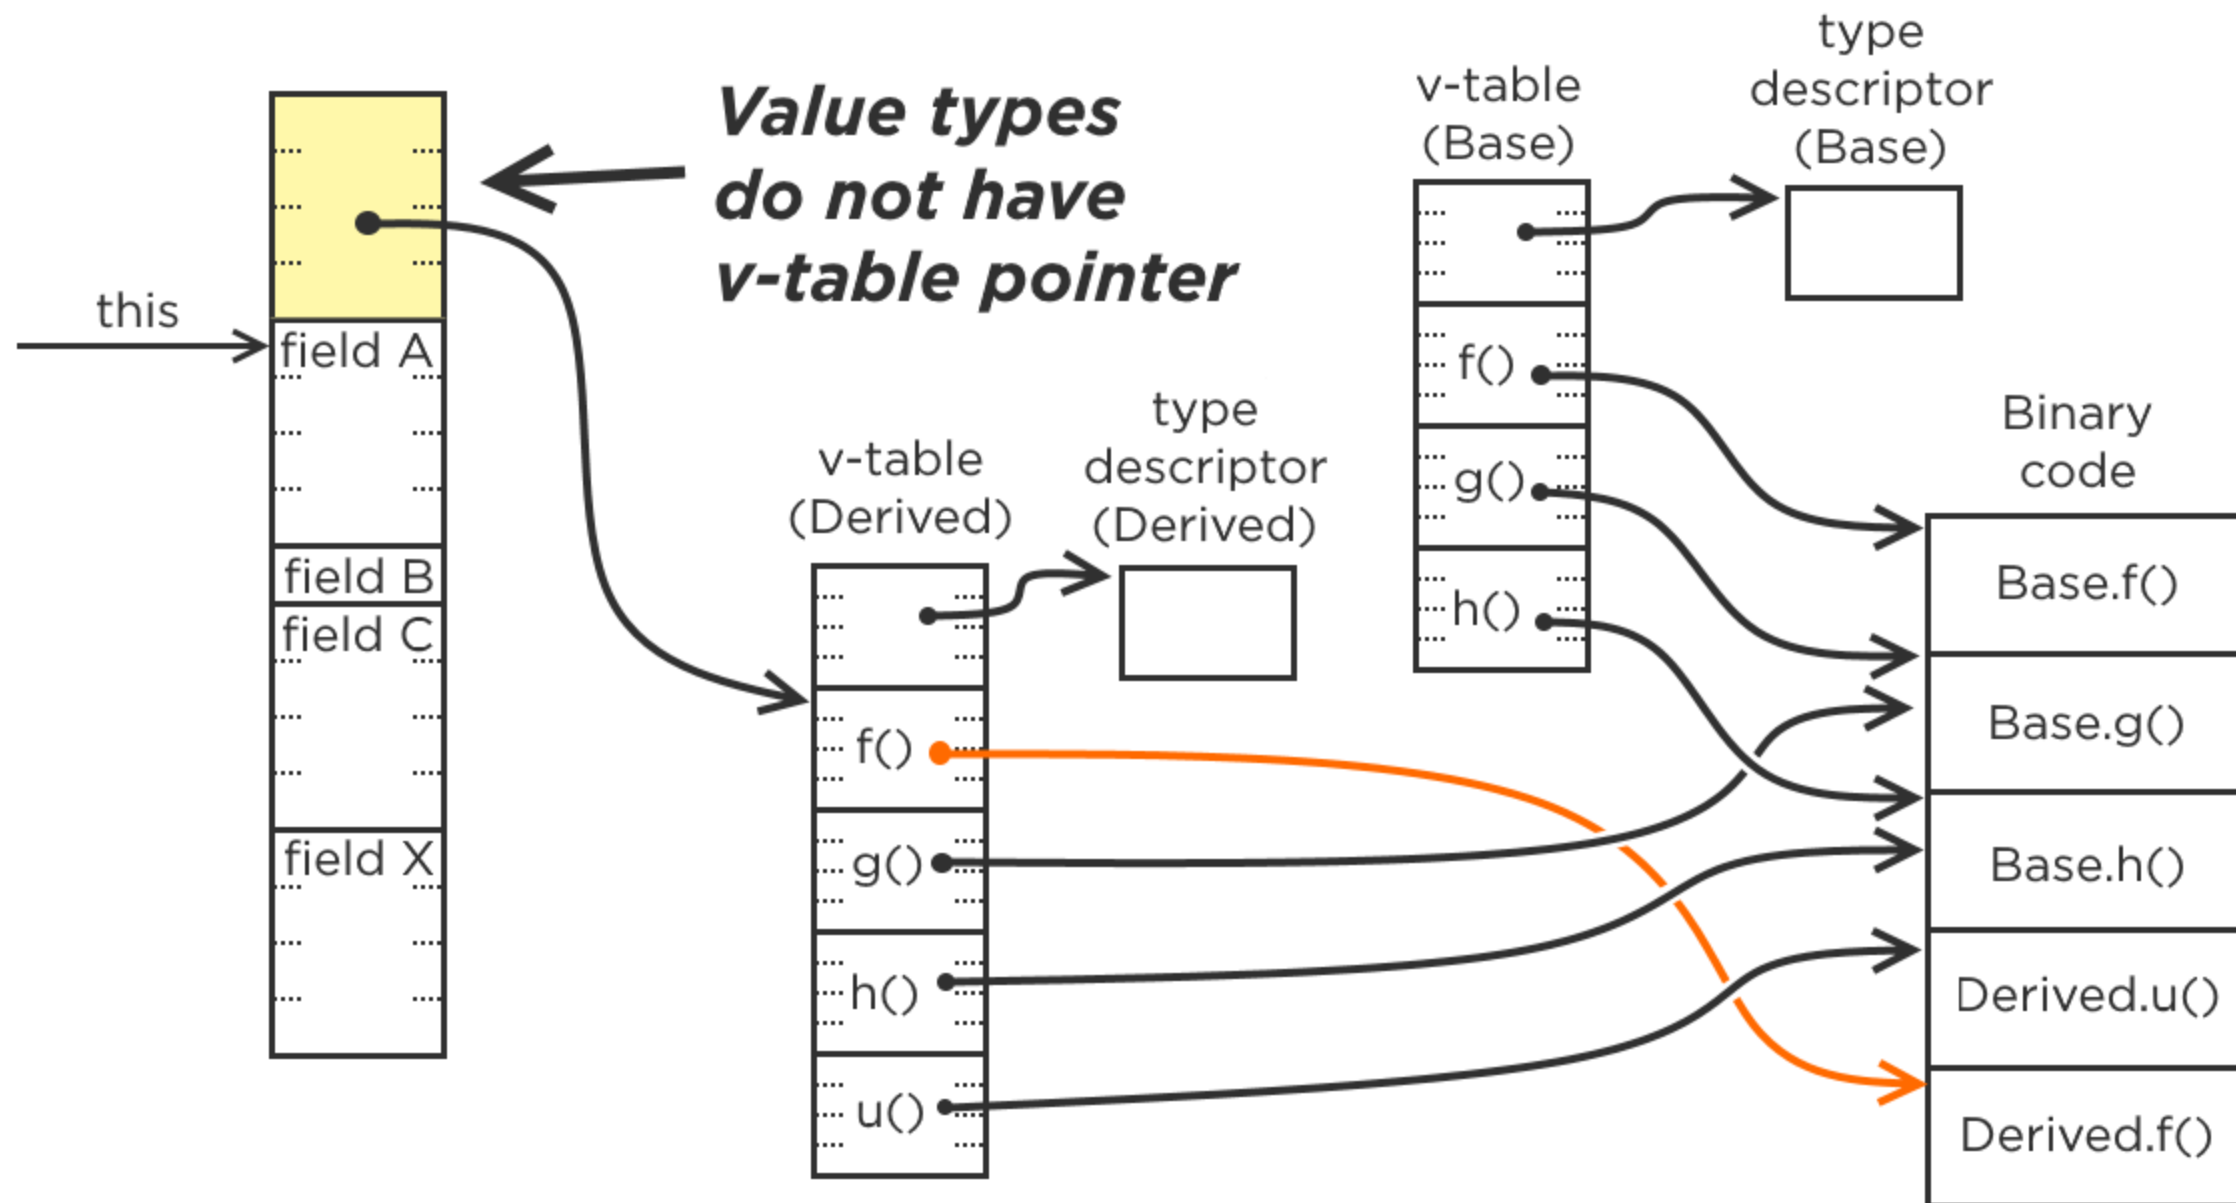 Value types
do not have
v-table pointer
this
field A
field B
field C
field X
v-table
(Derived)
f()
g()
h()
u()
type
descriptor
(Derived)
v-table
(Base)
f()
g()
h()
type
descriptor
(Base)
Binary
code
Base.f()
Base.g()
Base.h()
Derived.u()
Derived.f()